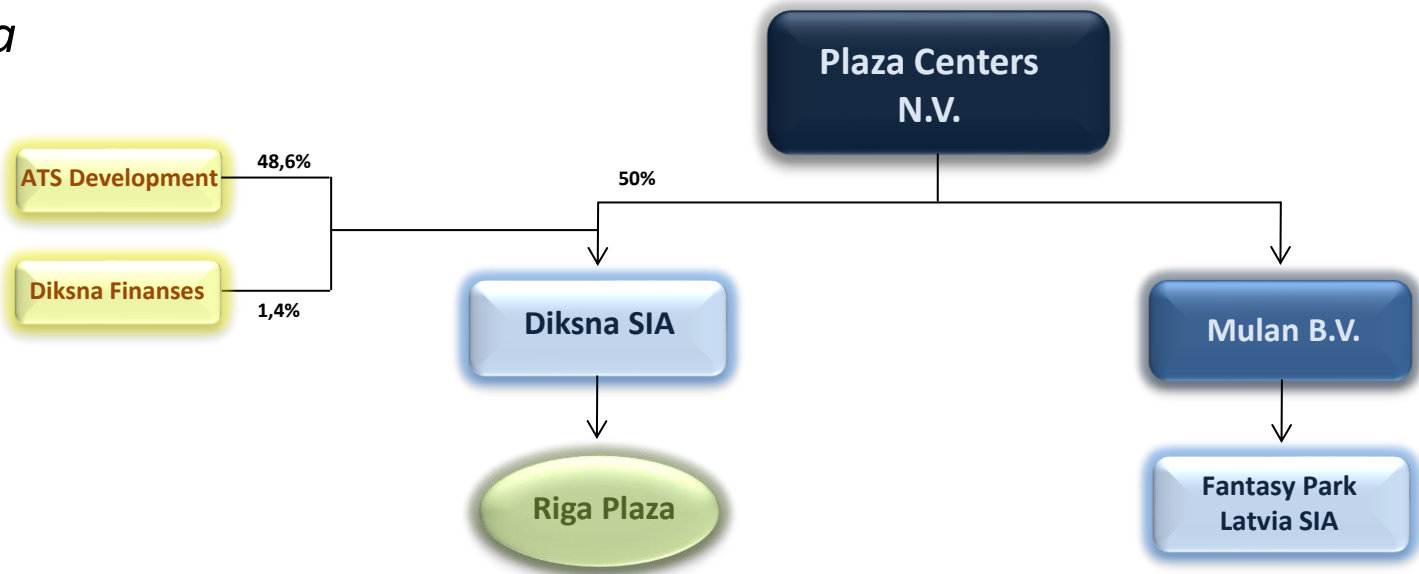 a
Plaza Centers
N.V.
ATS Development
48,6%
50%
Diksna Finanses
1,4%
Diksna SIA
Mulan B.V.
Riga Plaza
Fantasy Park
Latvia SIA